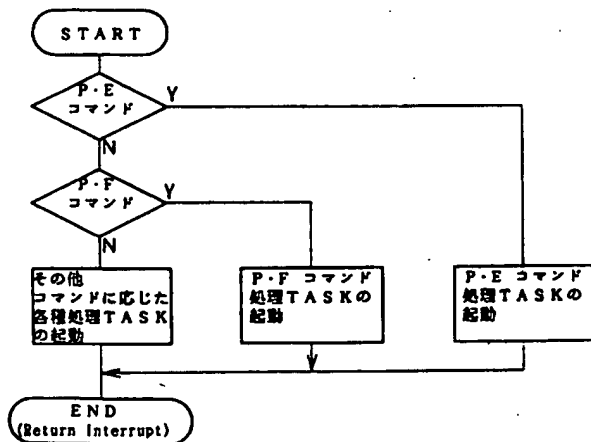 START
P・E
コマンド
Y
N
P・F
コマンド
Y
N
その他
コマンドに応じた
各種処理TASK
の起動
P・F コマンド
処理TASKの
起動
P・E コマンド
処理TASKの
起動
END
(Return Interrupt)